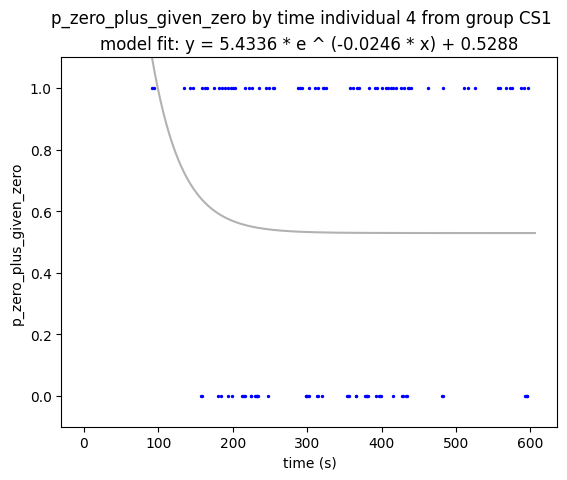 p_zero_plus_given_zero by time individual 4 from group CS1
model fit: y = 5.4336 * e ^ (-0.0246 * x) + 0.5288
p_zero_plus_given_zero
1.0
0.8
0.6
0.4
0.2
0.0
0 100 200 300 400 500 600
time (s)